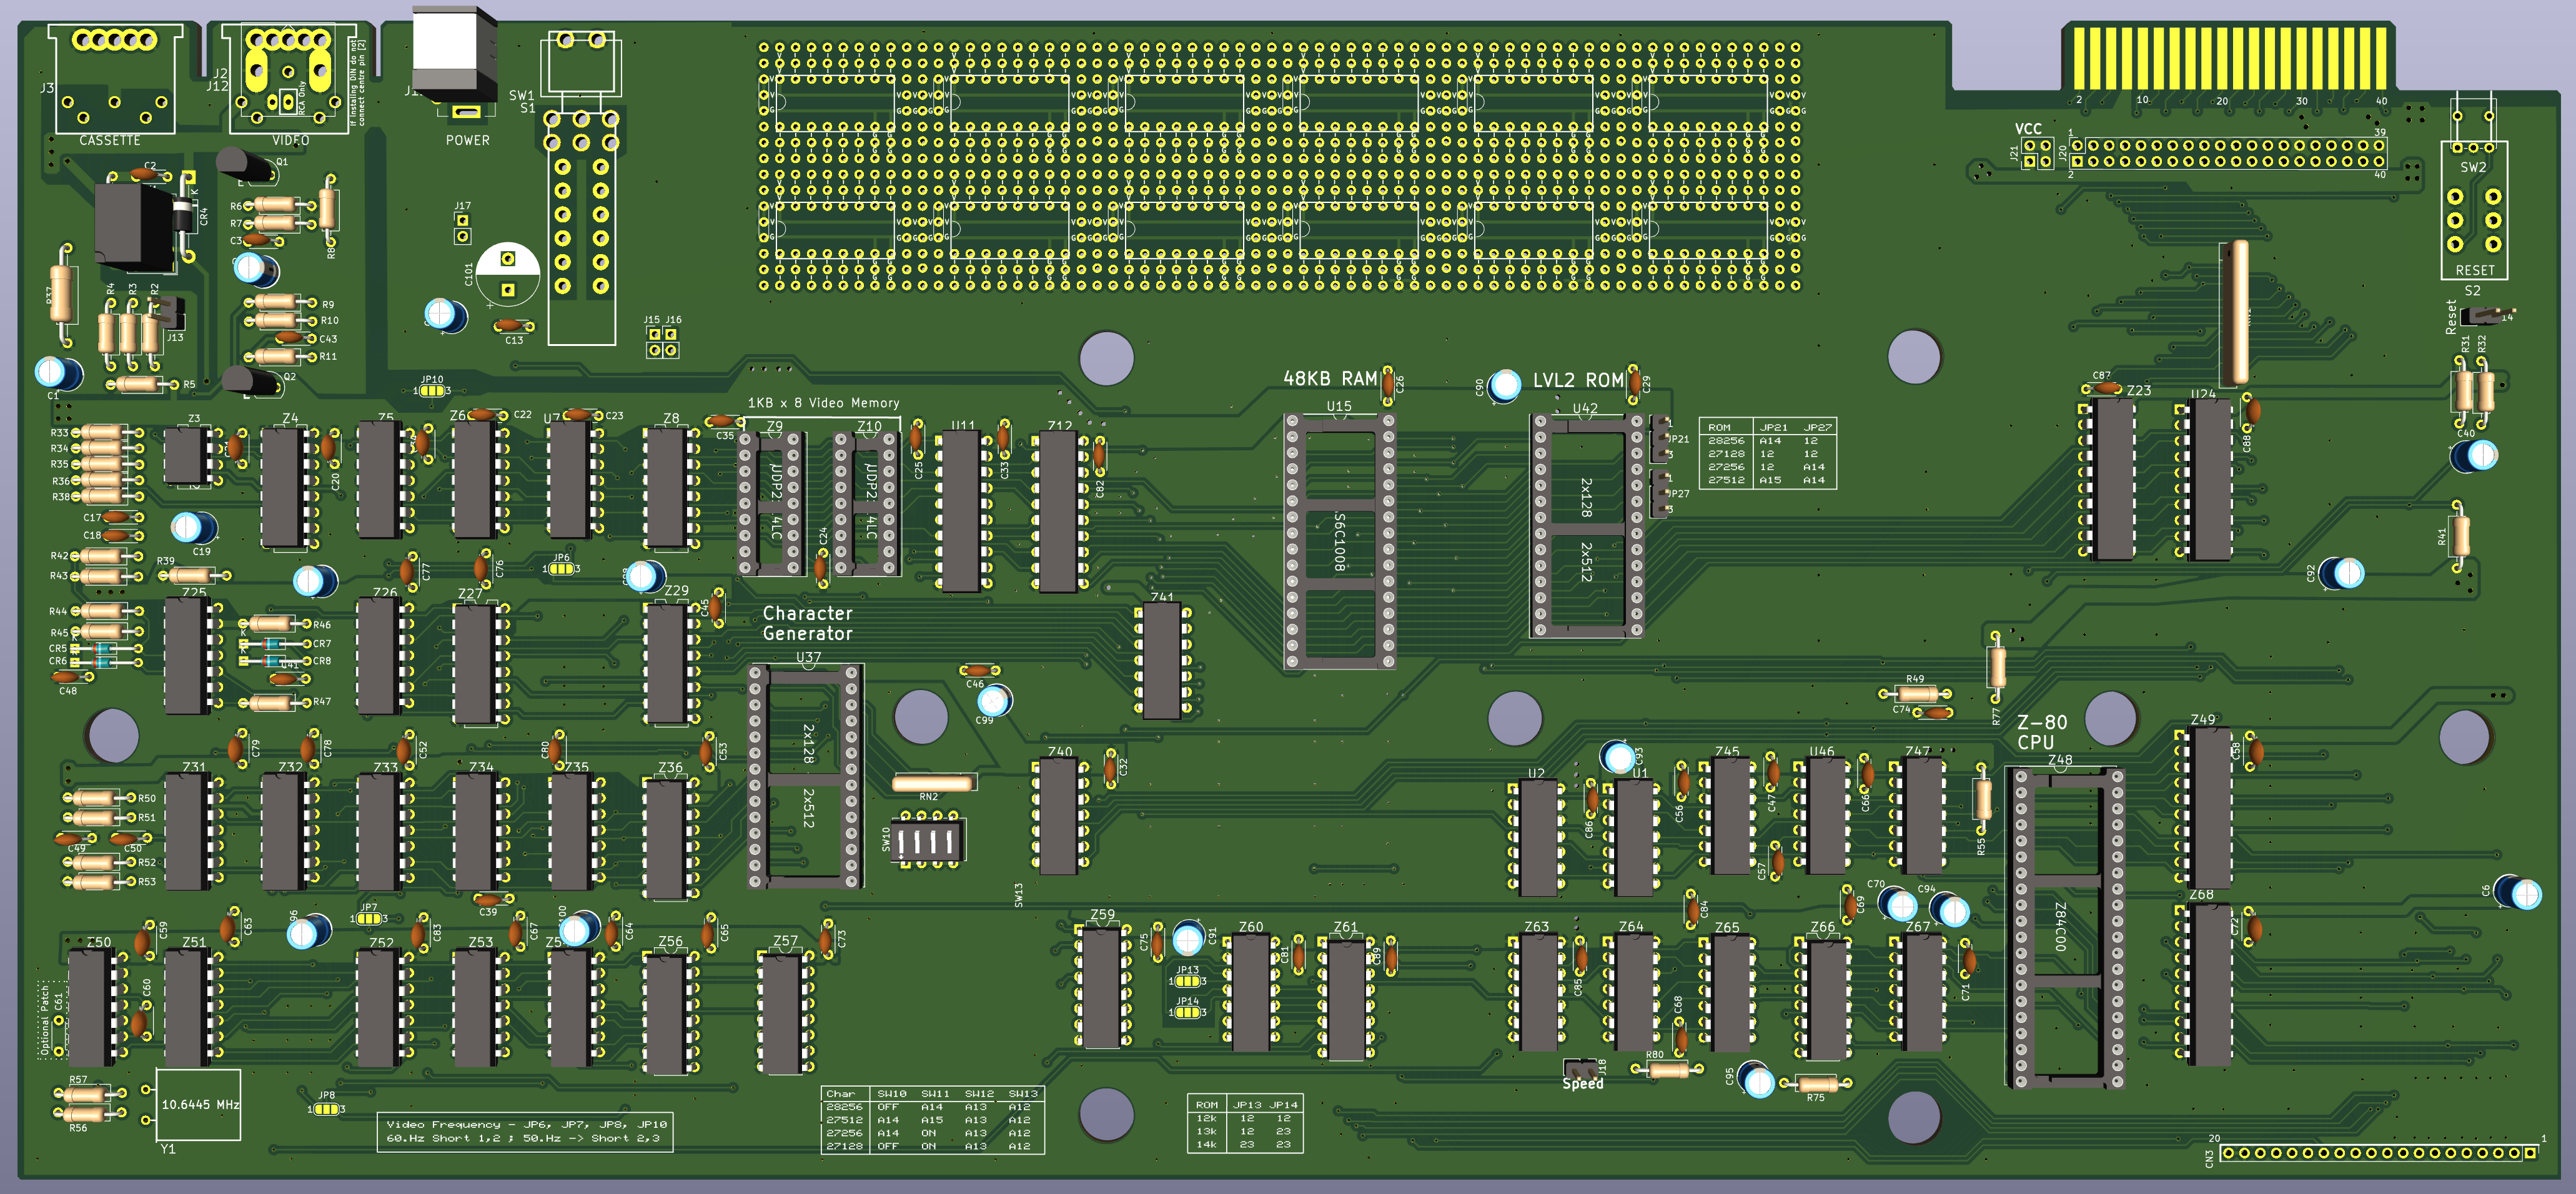 J3
CASSETTE
J2
J12
RCA Only
If Instaling DIN do not
connect centre pin [2]
VIDEO
POWER
SW1
S1
2 10 20 30 40
VCC
J21
J20
1 39
2 40
SW2
RESET
S2
Reset
R31
R32
C40
R41
C2
CR4
K
Q1
E
R6
R7
R8
C3
R37
R4
R3
R2
J13
R5
C1
R9
R10
C43
R11
Q2
J17
C101
C13
J15 J16
JP10
1 3
48KB RAM
C26
C90
LVL2 ROM
C29
U15
U42
S6C1008
2x128
2x512
JP21
1
3
JP27
1
3
ROM JP21 JP27
28256 A14 12
27128 12 12
27256 12 A14
27512 A15 A14
C87
Z23
U24
C88
1KB x 8 Video Memory
R33
R34
R35
R36
R38
Z3
Z4
C20
Z5
Z6
C22
U7
C23
Z8
C35
Z9
Z10
C24
C25
U11
C33
Z12
C82
C17
C18
C19
R42
R43
R39
C77
C76
JP6
1 3
C92
R44
R45
CR5
CR6
C48
Z25
R46
CR7
CR8
R47
Z26
Z27
Z29
C45
Character
Generator
U37
2x128
2x512
C46
C99
Z41
R49
C74
R77
Z-80
CPU
Z48
Z84C00
Z49
C58
C79
C78
C52
C80
C53
Z31
Z32
Z33
Z34
Z35
Z36
RN2
SW10
SW13
Z40
C32
U2
C93
C86
U1
C56
Z45
C47
U46
C66
Z47
R55
C57
R50
R51
C49
C50
R52
R53
C39
C84
C69
C70
C94
Z68
C72
C6
C59
C63
C96
JP7
1 3
C83
C67
C64
C65
C73
Z50
Z51
Z52
Z53
Z56
Z57
Z59
C75
C91
JP13
1 3
JP14
1 3
Z60
C81
Z61
C89
Z63
C85
Z64
C68
Z65
Z66
Z67
C71
Optional Patch
C61
C60
R57
R56
10.6445 MHz
Y1
JP8
1 3
Video Frequency - JP6, JP7, JP8, JP10
60.Hz Short 1,2 ; 50.Hz -> Short 2,3
Char SW10 SW11 SW12 SW13
28256 OFF A14 A13 A12
27512 A14 A15 A13 A12
27256 A14 ON A13 A12
27128 OFF ON A13 A12
ROM JP13 JP14
12k 12 12
13k 12 23
14k 23 23
J18
Speed
R80
C95
R75
20 1
CN3